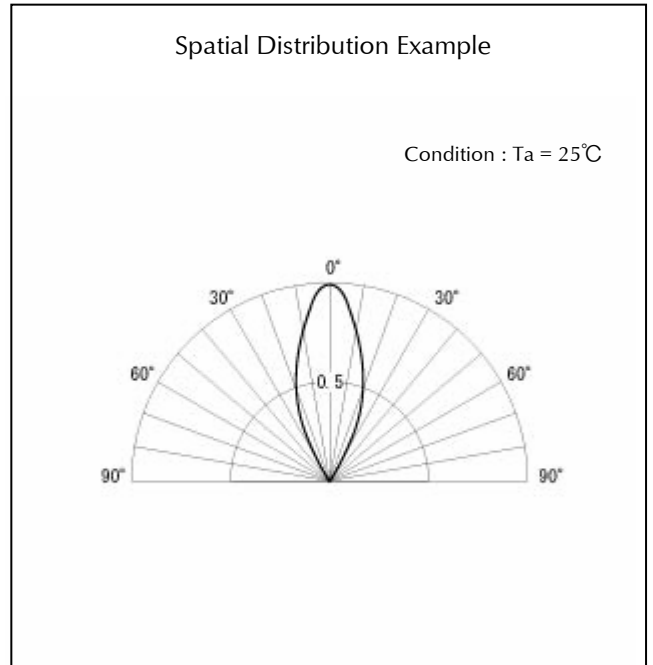 Spatial Distribution Example
Condition : Ta = 25℃
0°
30° 30°
60° 60°
0.5
90° 90°